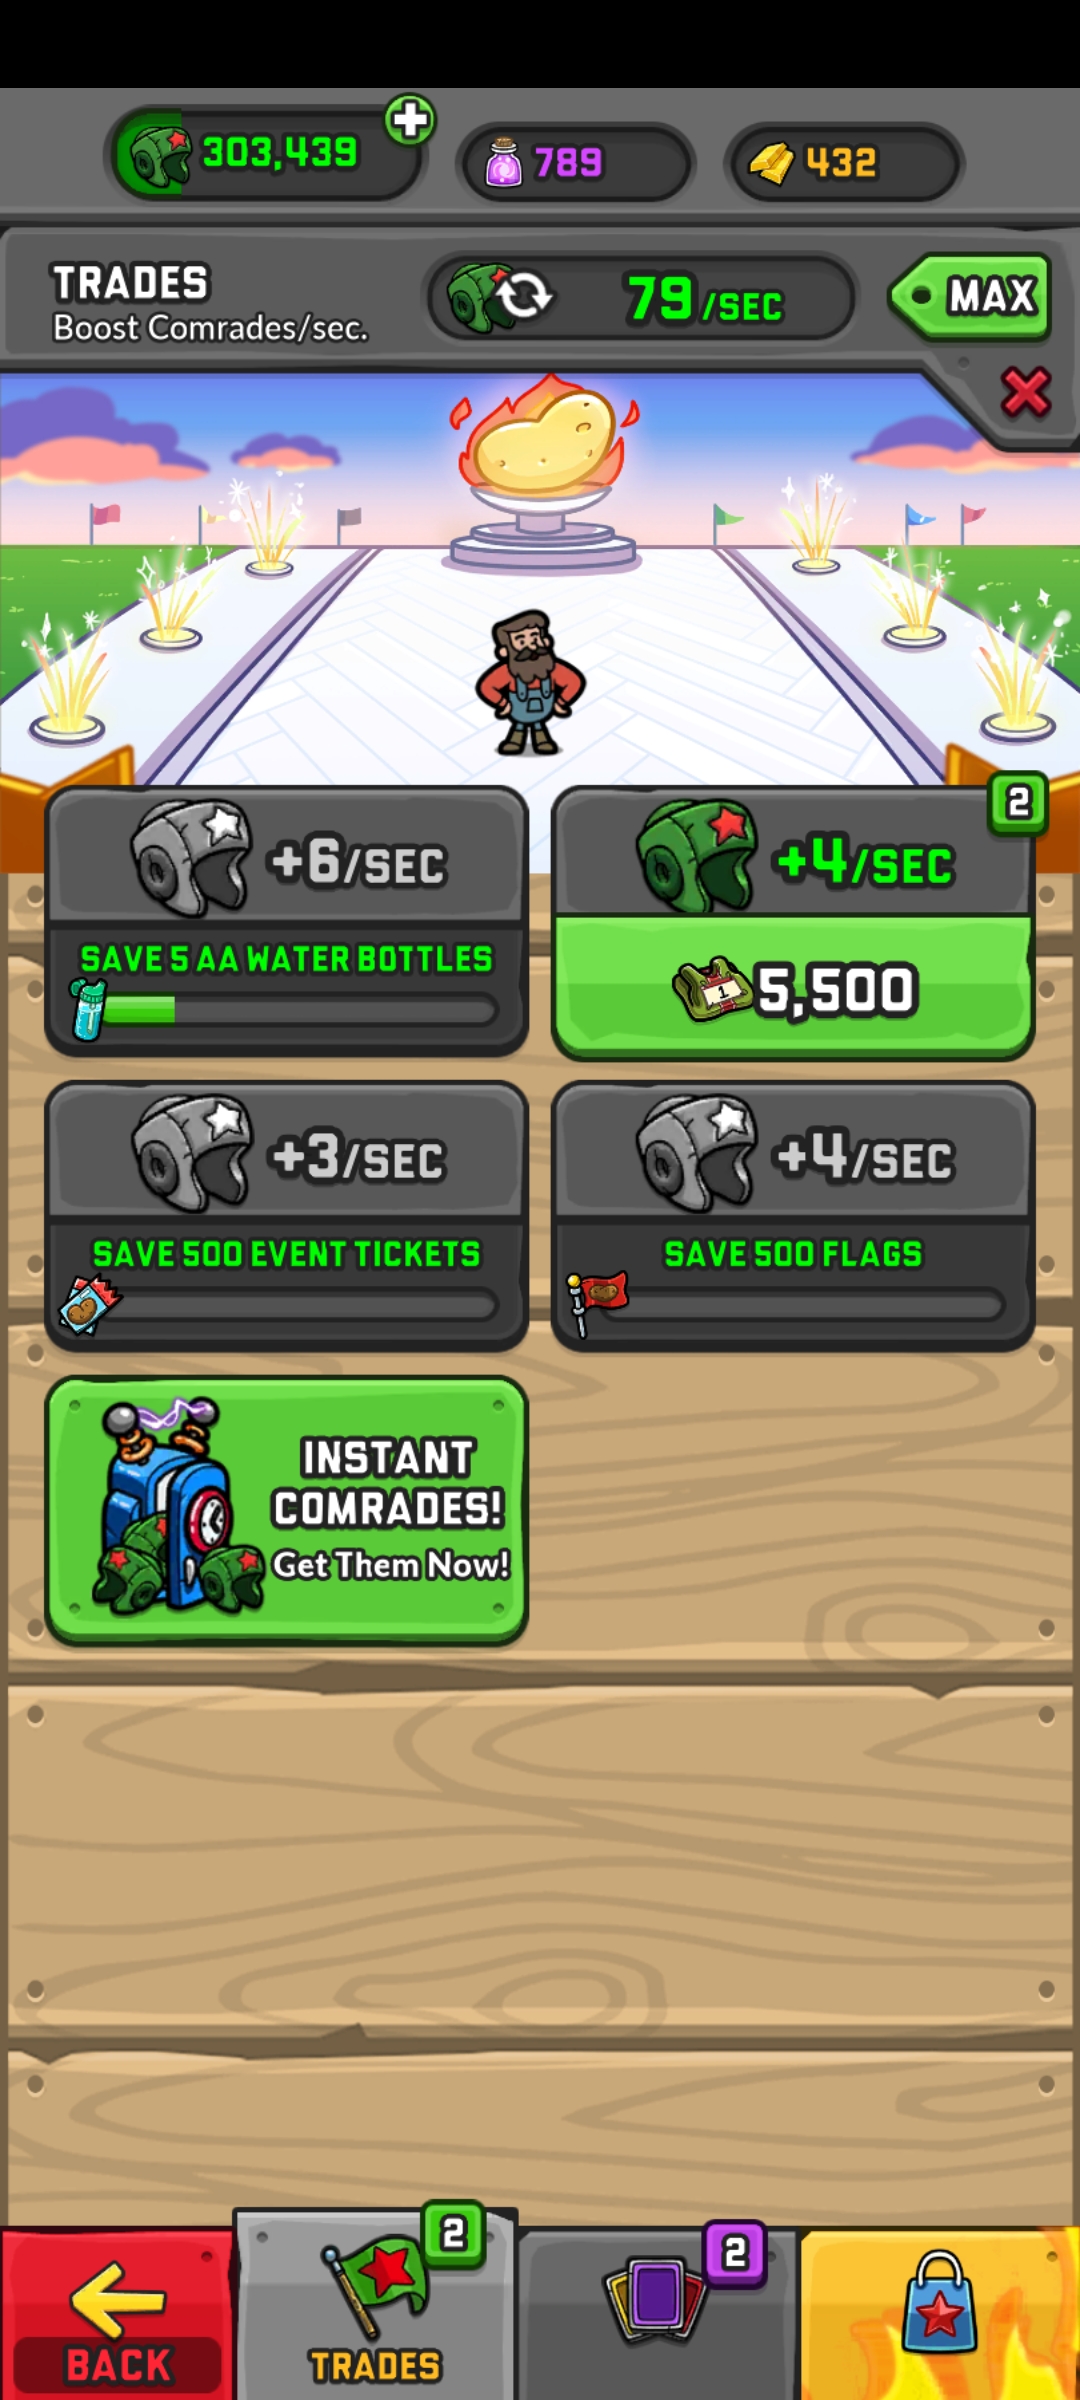 303,439
789
432
TRADES
Boost Comrades/sec.
79/SEC
MAX
+6/SEC
SAVE 5 AA WATER BOTTLES
2
+4/SEC
1
5,500
+3/SEC
SAVE 500 EVENT TICKETS
+4/SEC
SAVE 500 FLAGS
INSTANT
COMRADES!
Get Them Now!
BACK
2
TRADES
2